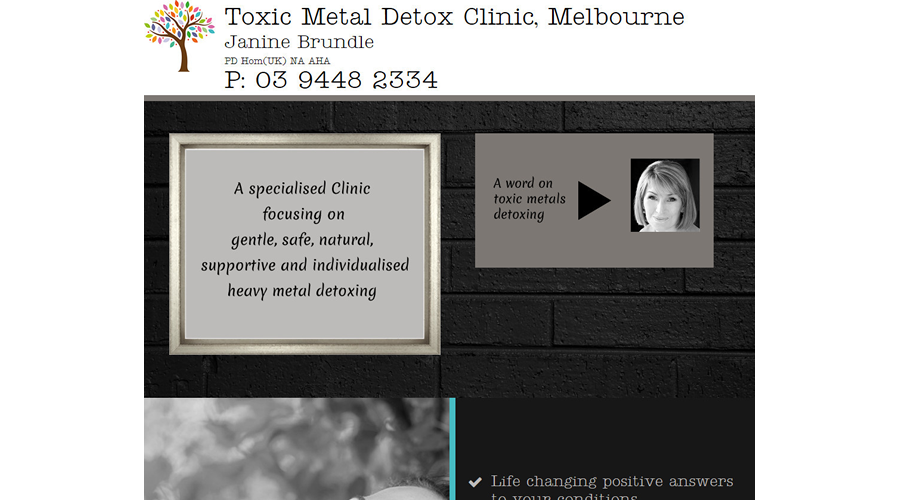 Toxic Metal Detox Clinic, Melbourne
Janine Brundle
PD Hom(UK) NA AHA
P: 03 9448 2334
A specialised Clinic
focusing on
gentle, safe, natural,
supportive and individualised
heavy metal detoxing
A word on
toxic metals
detoxing
Life changing positive answers
to your conditions